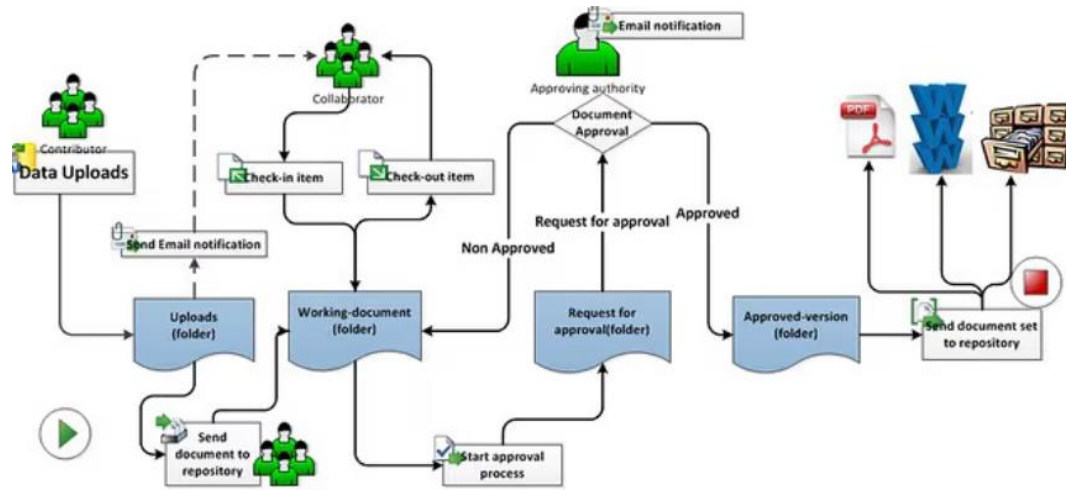 Email notification
Approving authority
Document
Approval
Collaborator
Contributor
Data Uploads
Check-in item
Check-out item
PDF
W
W
W
Send Email notification
Non Approved
Request for approval
Approved
Uploads
(folder)
Working-document
(folder)
Request for
approval(folder)
Approved-version
(folder)
Send document set
to repository
Send
document to
repository
Start approval
process